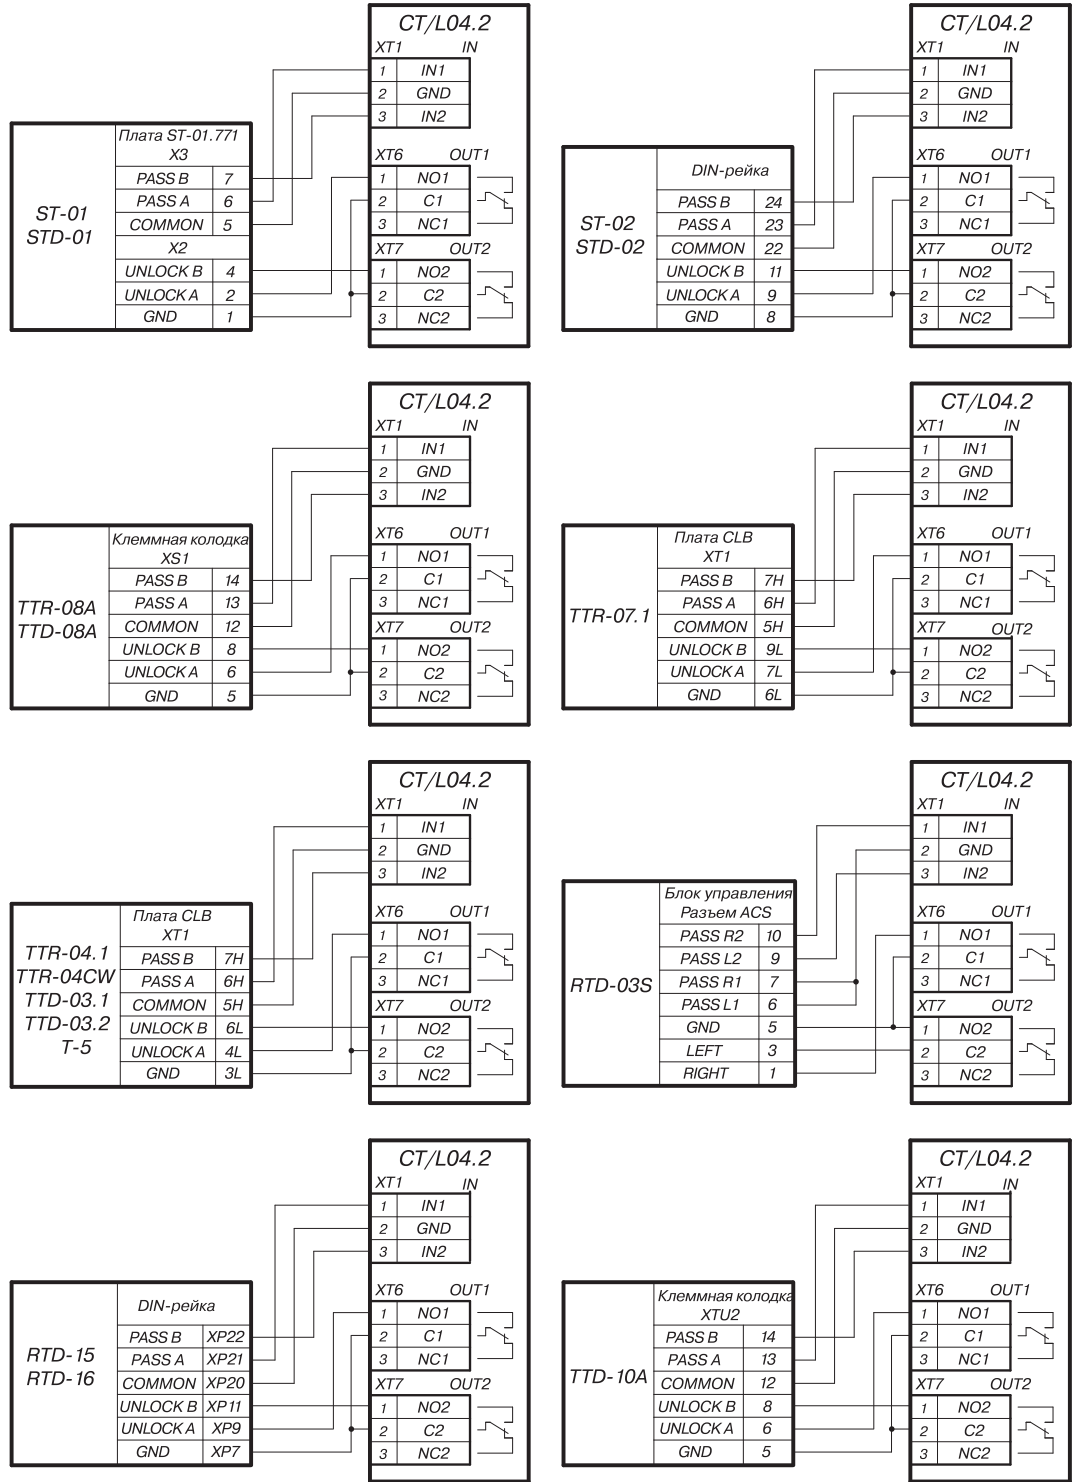 CT/L04.2
XT1 IN
1 IN1
2 GND
3 IN2
XT6 OUT1
1 NO1
2 C1
3 NC1
XT7 OUT2
1 NO2
2 C2
3 NC2
ST-01
STD-01
Плата ST-01.771
X3
PASS B 7
PASS A 6
COMMON 5
X2
UNLOCK B 4
UNLOCK A 2
GND 1
CT/L04.2
XT1 IN
1 IN1
2 GND
3 IN2
XT6 OUT1
1 NO1
2 C1
3 NC1
XT7 OUT2
1 NO2
2 C2
3 NC2
ST-02
STD-02
DIN-рейка
PASS B 24
PASS A 23
COMMON 22
UNLOCK B 11
UNLOCK A 9
GND 8
CT/L04.2
XT1 IN
1 IN1
2 GND
3 IN2
XT6 OUT1
1 NO1
2 C1
3 NC1
XT7 OUT2
1 NO2
2 C2
3 NC2
TTR-08A
TTD-08A
Клеммная колодка
XS1
PASS B 14
PASS A 13
COMMON 12
UNLOCK B 8
UNLOCK A 6
GND 5
CT/L04.2
XT1 IN
1 IN1
2 GND
3 IN2
XT6 OUT1
1 NO1
2 C1
3 NC1
XT7 OUT2
1 NO2
2 C2
3 NC2
TTR-07.1
Плата CLB
XT1
PASS B 7H
PASS A 6H
COMMON 5H
UNLOCK B 9L
UNLOCK A 7L
GND 6L
CT/L04.2
XT1 IN
1 IN1
2 GND
3 IN2
XT6 OUT1
1 NO1
2 C1
3 NC1
XT7 OUT2
1 NO2
2 C2
3 NC2
TTR-04.1
TTR-04CW
TTD-03.1
TTD-03.2
T-5
Плата CLB
XT1
PASS B 7H
PASS A 6H
COMMON 5H
UNLOCK B 6L
UNLOCK A 4L
GND 3L
CT/L04.2
XT1 IN
1 IN1
2 GND
3 IN2
XT6 OUT1
1 NO1
2 C1
3 NC1
XT7 OUT2
1 NO2
2 C2
3 NC2
RTD-03S
Блок управления
Разъем ACS
PASS R2 10
PASS L2 9
PASS R1 7
PASS L1 6
GND 5
LEFT 3
RIGHT 1
CT/L04.2
XT1 IN
1 IN1
2 GND
3 IN2
XT6 OUT1
1 NO1
2 C1
3 NC1
XT7 OUT2
1 NO2
2 C2
3 NC2
RTD-15
RTD-16
DIN-рейка
PASS B XP22
PASS A XP21
COMMON XP20
UNLOCK B XP11
UNLOCK A XP9
GND XP7
CT/L04.2
XT1 IN
1 IN1
2 GND
3 IN2
XT6 OUT1
1 NO1
2 C1
3 NC1
XT7 OUT2
1 NO2
2 C2
3 NC2
TTD-10A
Клеммная колодка
XTU2
PASS B 14
PASS A 13
COMMON 12
UNLOCK B 8
UNLOCK A 6
GND 5